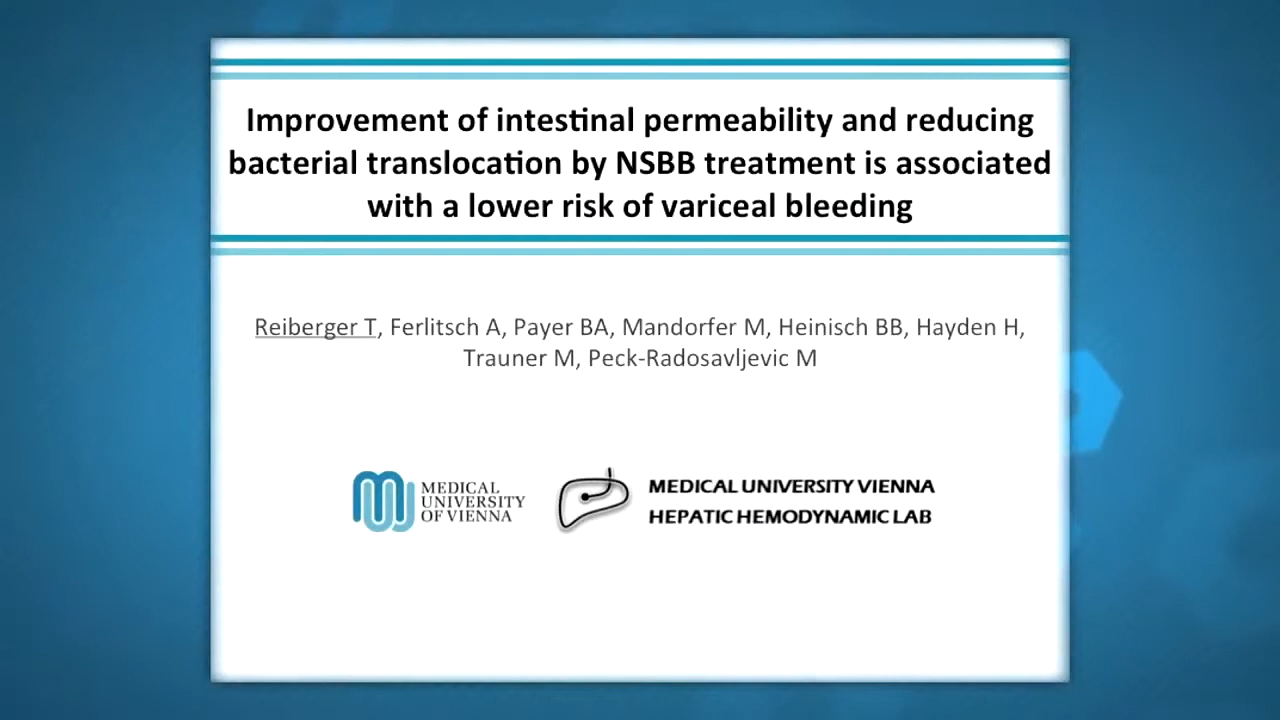 Improvement of intestinal permeability and reducing
bacterial translocation by NSBB treatment is associated
with a lower risk of variceal bleeding
Reiberger T, Ferlitsch A, Payer BA, Mandorfer M, Heinisch BB, Hayden H,
Trauner M, Peck-Radosavljevic M
MEDICAL
UNIVERSITY
OF VIENNA
MEDICAL UNIVERSITY VIENNA
HEPATIC HEMODYNAMIC LAB